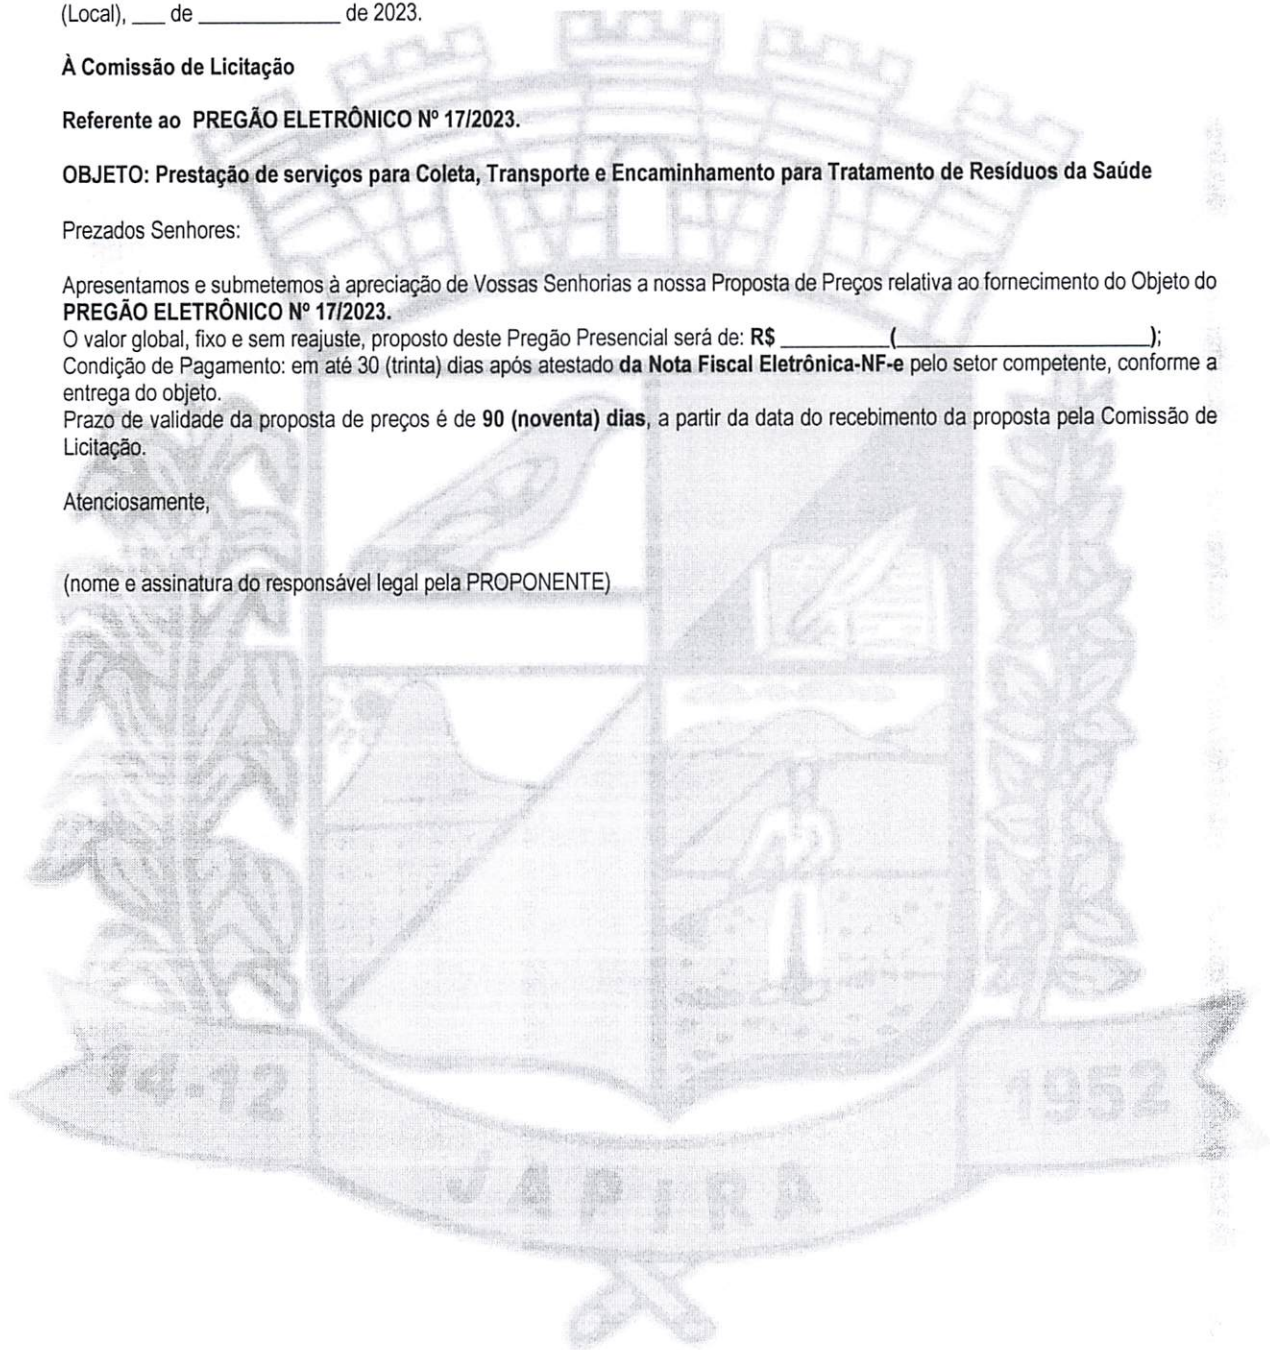 (Local), ___ de _____________ de 2023.
À Comissão de Licitação
Referente ao PREGÃO ELETRÔNICO Nº 17/2023.
OBJETO: Prestação de serviços para Coleta, Transporte e Encaminhamento para Tratamento de Resíduos da Saúde
Prezados Senhores:
Apresentamos e submetemos à apreciação de Vossas Senhorias a nossa Proposta de Preços relativa ao fornecimento do Objeto do
PREGÃO ELETRÔNICO Nº 17/2023.
O valor global, fixo e sem reajuste, proposto deste Pregão Presencial será de: R$ __________(_______________________);
Condição de Pagamento: em até 30 (trinta) dias após atestado da Nota Fiscal Eletrônica-NF-e pelo setor competente, conforme a
entrega do objeto.
Prazo de validade da proposta de preços é de 90 (noventa) dias, a partir da data do recebimento da proposta pela Comissão de
Licitação.
Atenciosamente,
(nome e assinatura do responsável legal pela PROPONENTE)
14-12
1952
JAPIRA